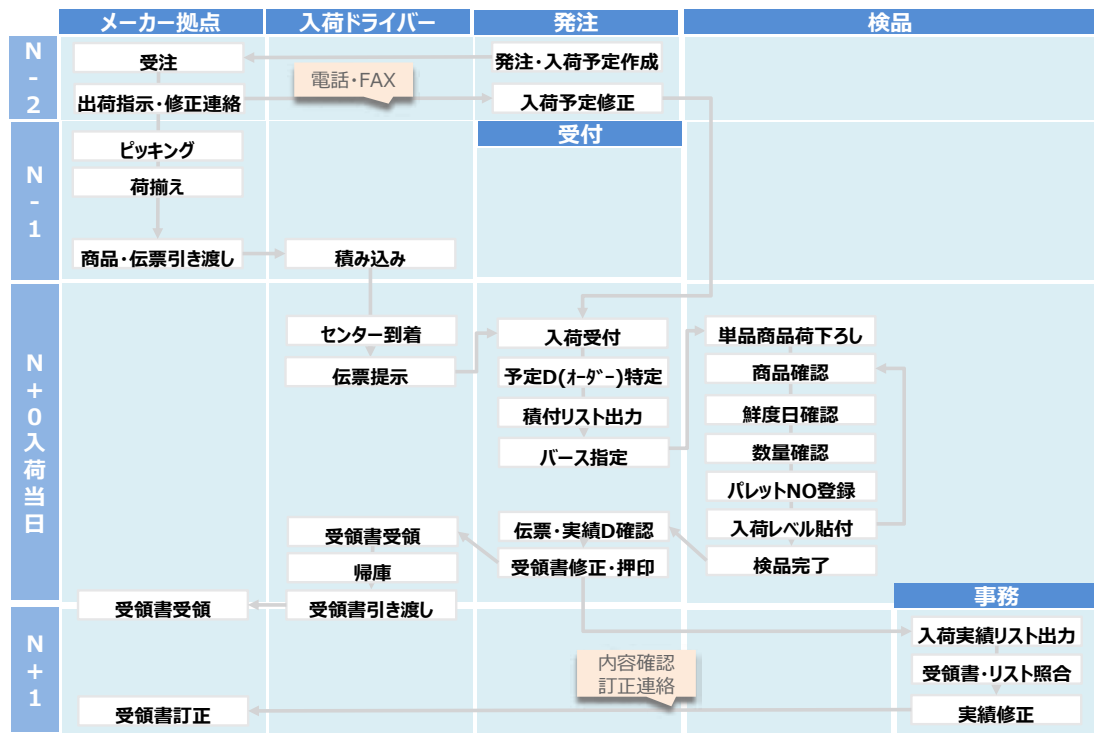 メーカー拠点
入荷ドライバー
発注
検品
N
-
2
受注
発注・入荷予定作成
電話・FAX
出荷指示・修正連絡
入荷予定修正
N
-
1
受付
ピッキング
荷揃え
商品・伝票引き渡し
積み込み
N
+
0
入
荷
当
日
センター到着
入荷受付
単品商品荷下ろし
伝票提示
予定D(ｵｰﾀﾞｰ)特定
商品確認
積付リスト出力
鮮度日確認
バース指定
数量確認
パレットNO登録
受領書受領
伝票・実績D確認
入荷レベル貼付
帰庫
受領書修正・押印
検品完了
受領書受領
受領書引き渡し
事務
N
+
1
入荷実績リスト出力
内容確認
訂正連絡
受領書・リスト照合
受領書訂正
実績修正